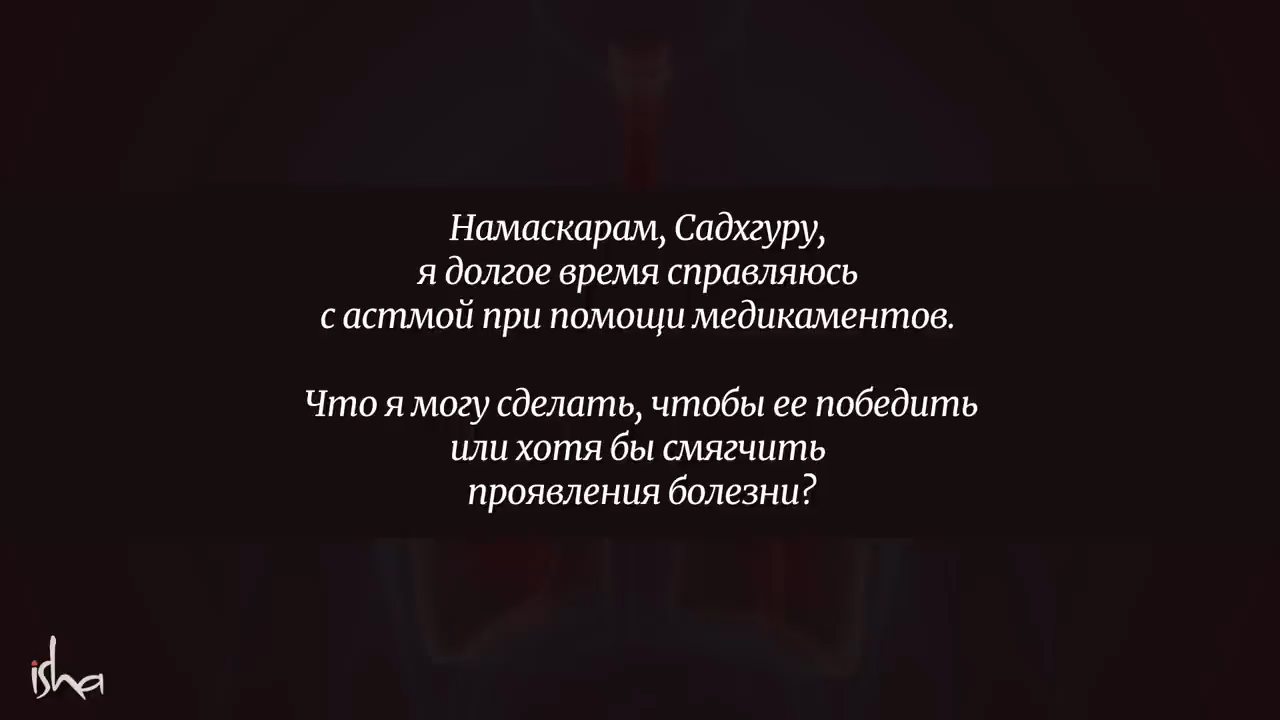 Намаскарам, Садхгуру,
я долгое время справляюсь
с астмой при помощи медикаментов.
Что я могу сделать, чтобы ее победить
или хотя бы смягчить
проявления болезни?
isha